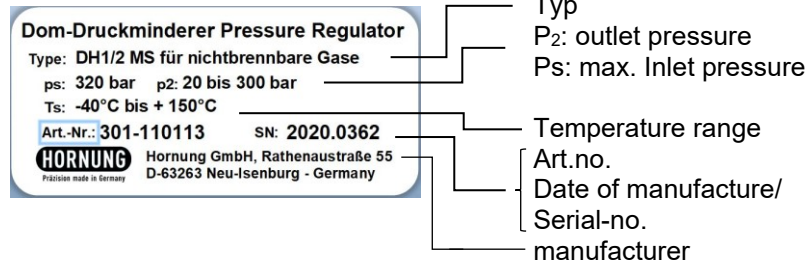 Dom-Druckminderer Pressure Regulator
Type: DH1/2 MS für nichtbrennbare Gase
ps: 320 bar p2: 20 bis 300 bar
Ts: -40°C bis + 150°C
Art.-Nr.: 301-110113 SN: 2020.0362
HORNUNG
Präzision made in Germany
Hornung GmbH, Rathenaustraße 55
D-63263 Neu-Isenburg - Germany
Typ
P2: outlet pressure
Ps: max. Inlet pressure
Temperature range
Art.no.
Date of manufacture/
Serial-no.
manufacturer